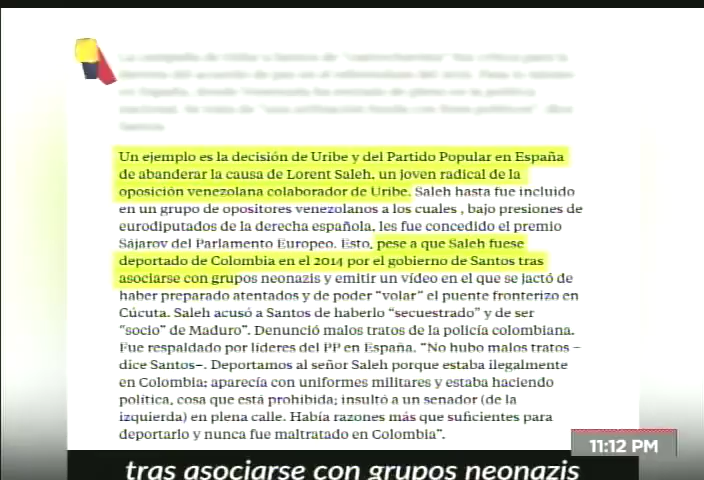 Un ejemplo es la decisión de Uribe y del Partido Popular en España
de abanderar la causa de Lorent Saleh, un joven radical de la
oposición venezolana colaborador de Uribe. Saleh hasta fue incluido
en un grupo de opositores venezolanos a los cuales , bajo presiones de
eurodiputados de la derecha española, les fue concedido el premio
Sájarov del Parlamento Europeo. Esto, pese a que Saleh fuese
deportado de Colombia en el 2014 por el gobierno de Santos tras
asociarse con grupos neonazis y emitir un vídeo en el que se jactó de
haber preparado atentados y de poder "volar" el puente fronterizo en
Cúcuta. Saleh acusó a Santos de haberlo "secuestrado" y de ser
"socio" de Maduro". Denunció malos tratos de la policía colombiana.
Fue respaldado por líderes del PP en España. "No hubo malos tratos –
dice Santos–. Deportamos al señor Saleh porque estaba ilegalmente
en Colombia; aparecía con uniformes militares y estaba haciendo
política, cosa que está prohibida; insultó a un senador (de la
izquierda) en plena calle. Había razones más que suficientes para
deportarlo y nunca fue maltratado en Colombia".
11:12 PM
tras asociarse con grupos neonazis